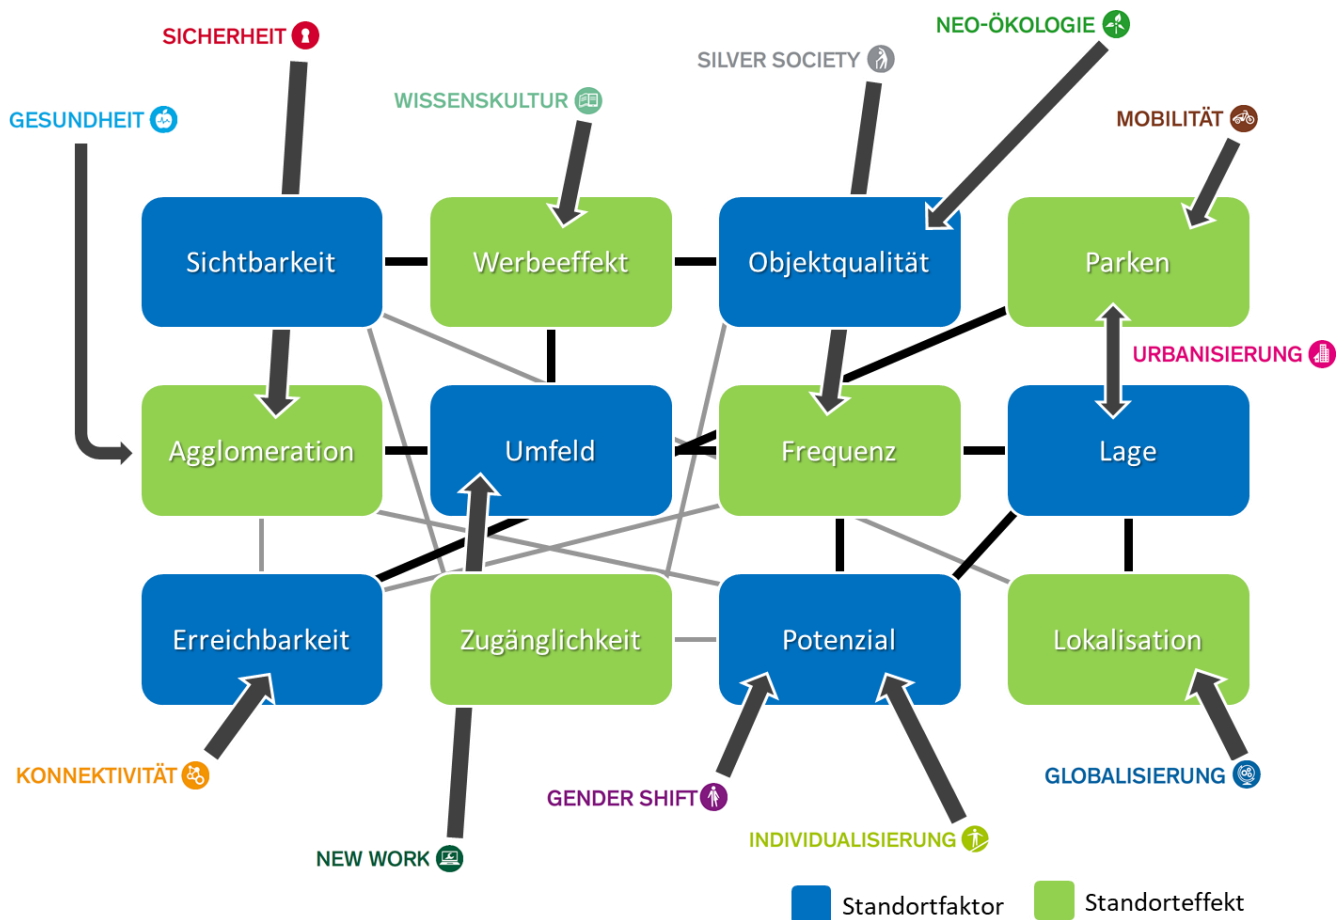 NEO-ÖKOLOGIE
SICHERHEIT
SILVER SOCIETY
WISSENSKULTUR
GESUNDHEIT
MOBILITÄT
Sichtbarkeit
Werbeeffekt
Objektqualität
Parken
URBANISIERUNG
Agglomeration
Umfeld
Frequenz
Lage
Erreichbarkeit
Zugänglichkeit
Potenzial
Lokalisation
KONNEKTIVITÄT
GENDER SHIFT
GLOBALISIERUNG
INDIVIDUALISIERUNG
NEW WORK
Standortfaktor
Standorteffekt